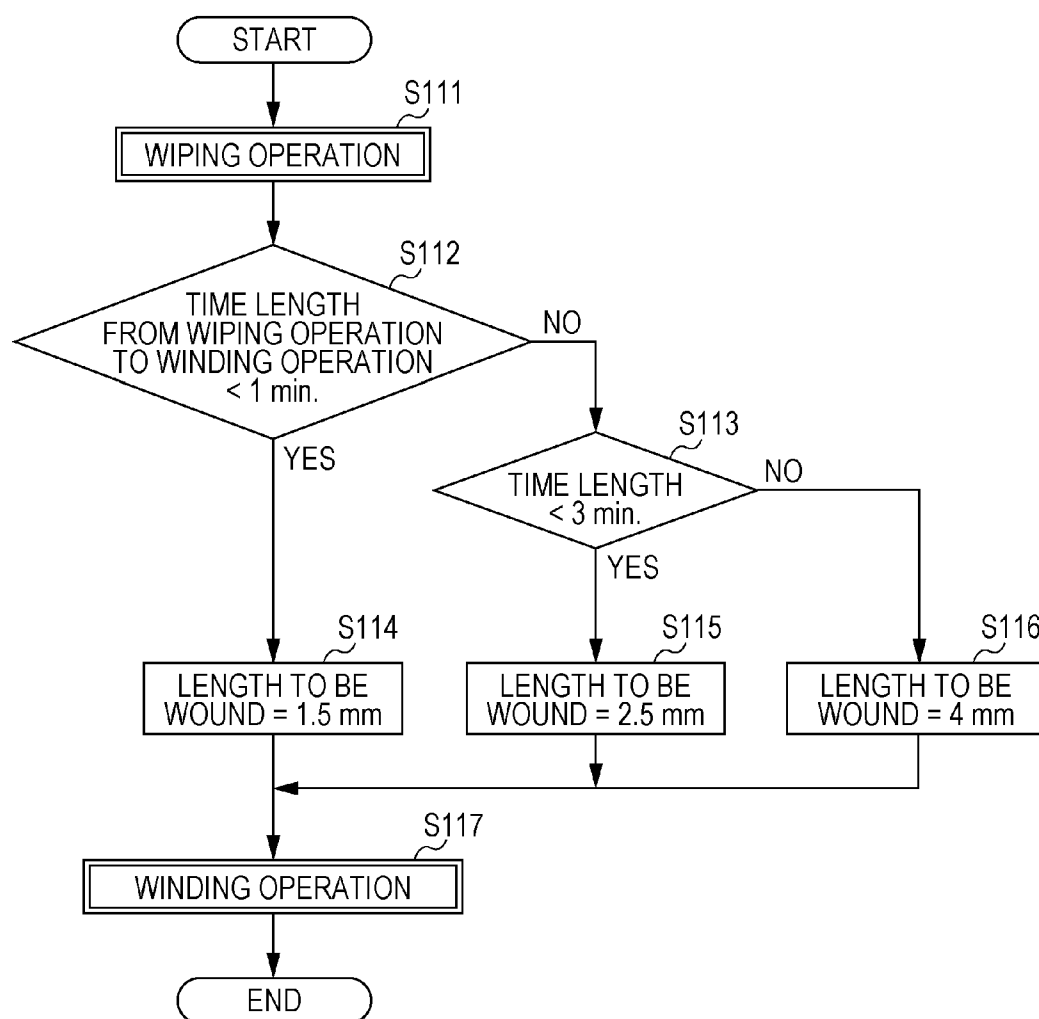 START
S111
WIPING OPERATION
S112
TIME LENGTH
FROM WIPING OPERATION
TO WINDING OPERATION
< 1 min.
NO
YES
S113
TIME LENGTH
< 3 min.
NO
YES
S114
LENGTH TO BE
WOUND = 1.5 mm
S115
LENGTH TO BE
WOUND = 2.5 mm
S116
LENGTH TO BE
WOUND = 4 mm
S117
WINDING OPERATION
END